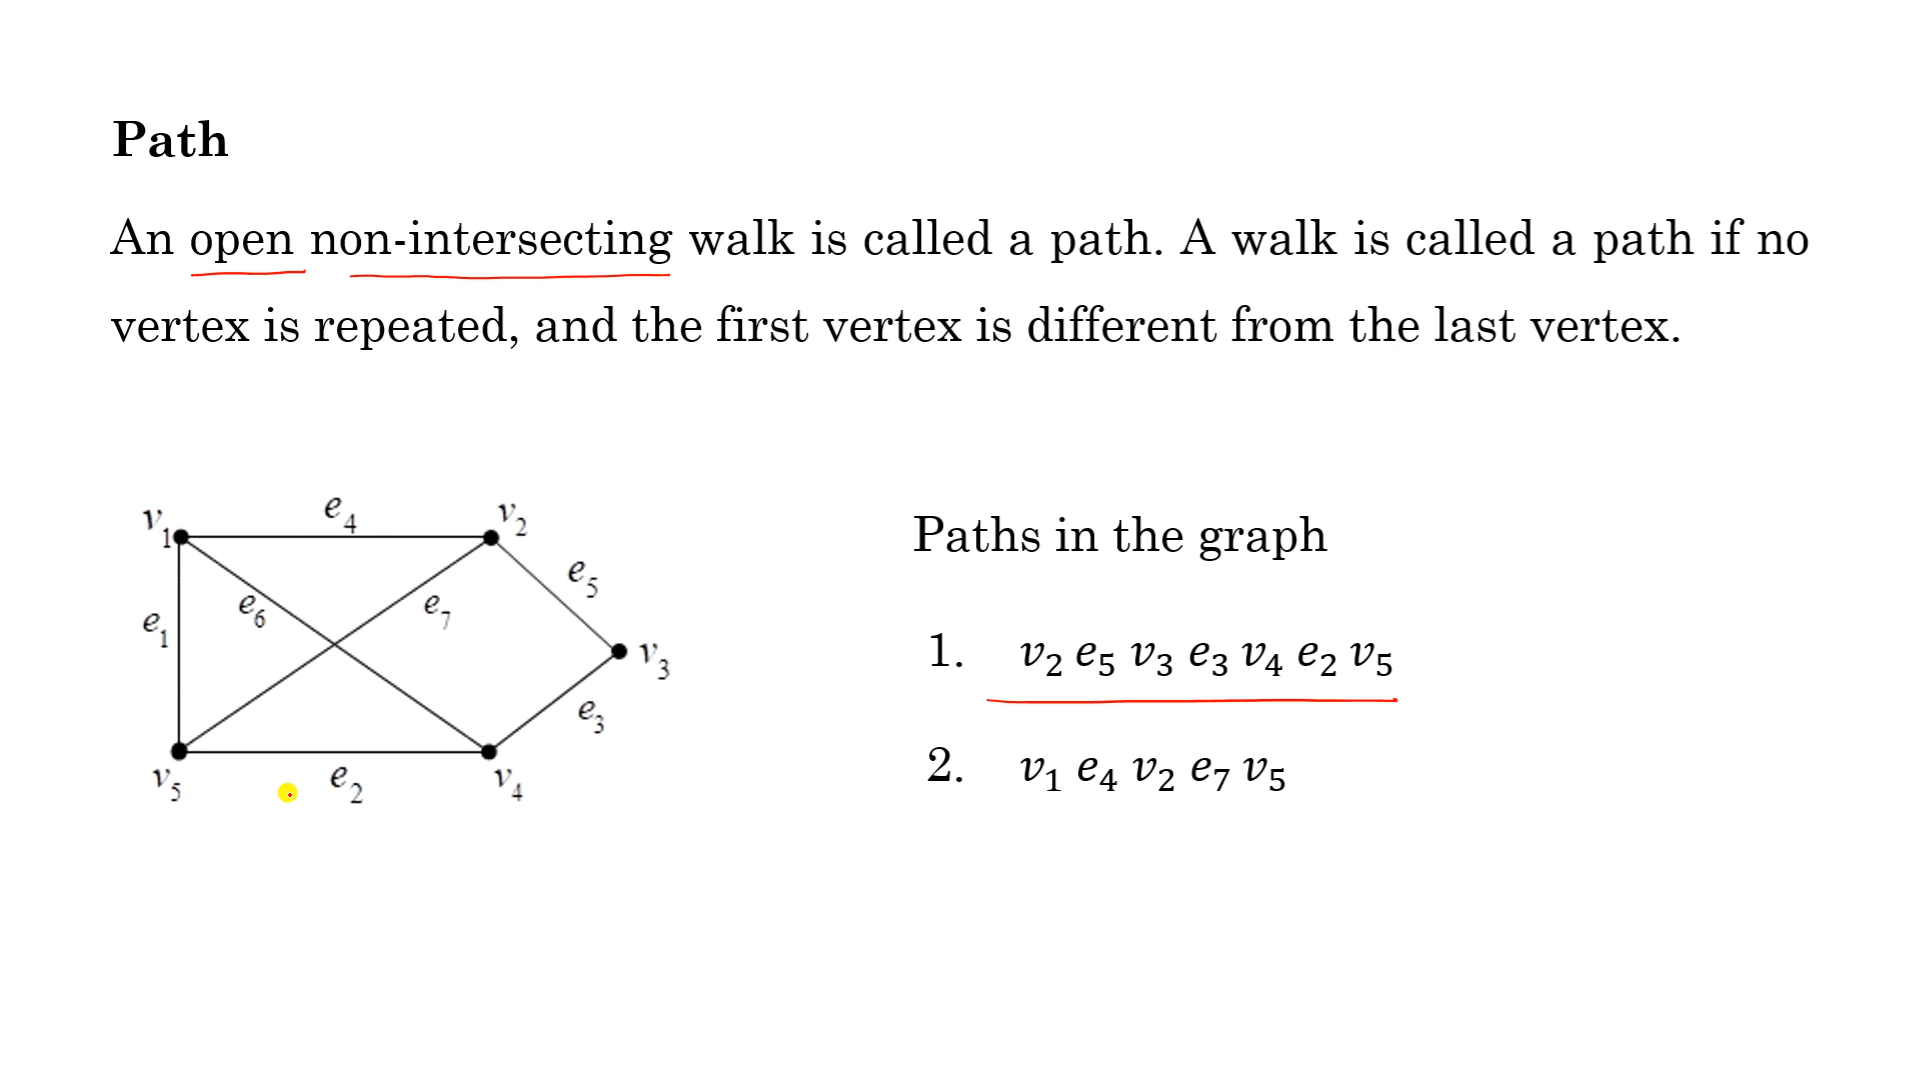 Path
An open non-intersecting walk is called a path. A walk is called a path if no
vertex is repeated, and the first vertex is different from the last vertex.
v₁ e₄ v₂
e₅
e₆ e₇
e₁
v₃
e₃
v₅ e₂ v₄
Paths in the graph
1. v₂ e₅ v₃ e₃ v₄ e₂ v₅
2. v₁ e₄ v₂ e₇ v₅